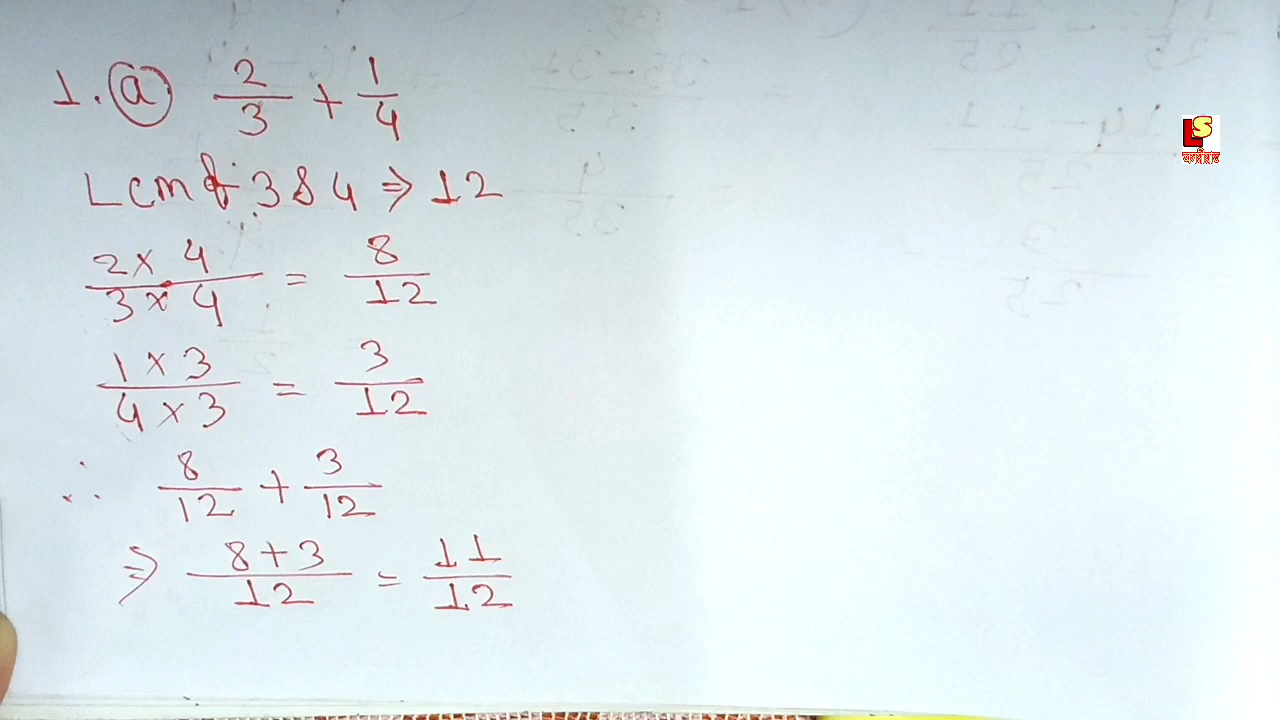 1. (a) 2/3 + 1/4
Lcm of 3 & 4 ⇒ 12
2 × 4 / 3 × 4 = 8/12
1 × 3 / 4 × 3 = 3/12
∴ 8/12 + 3/12
⇒ 8 + 3 / 12 = 11/12
LS